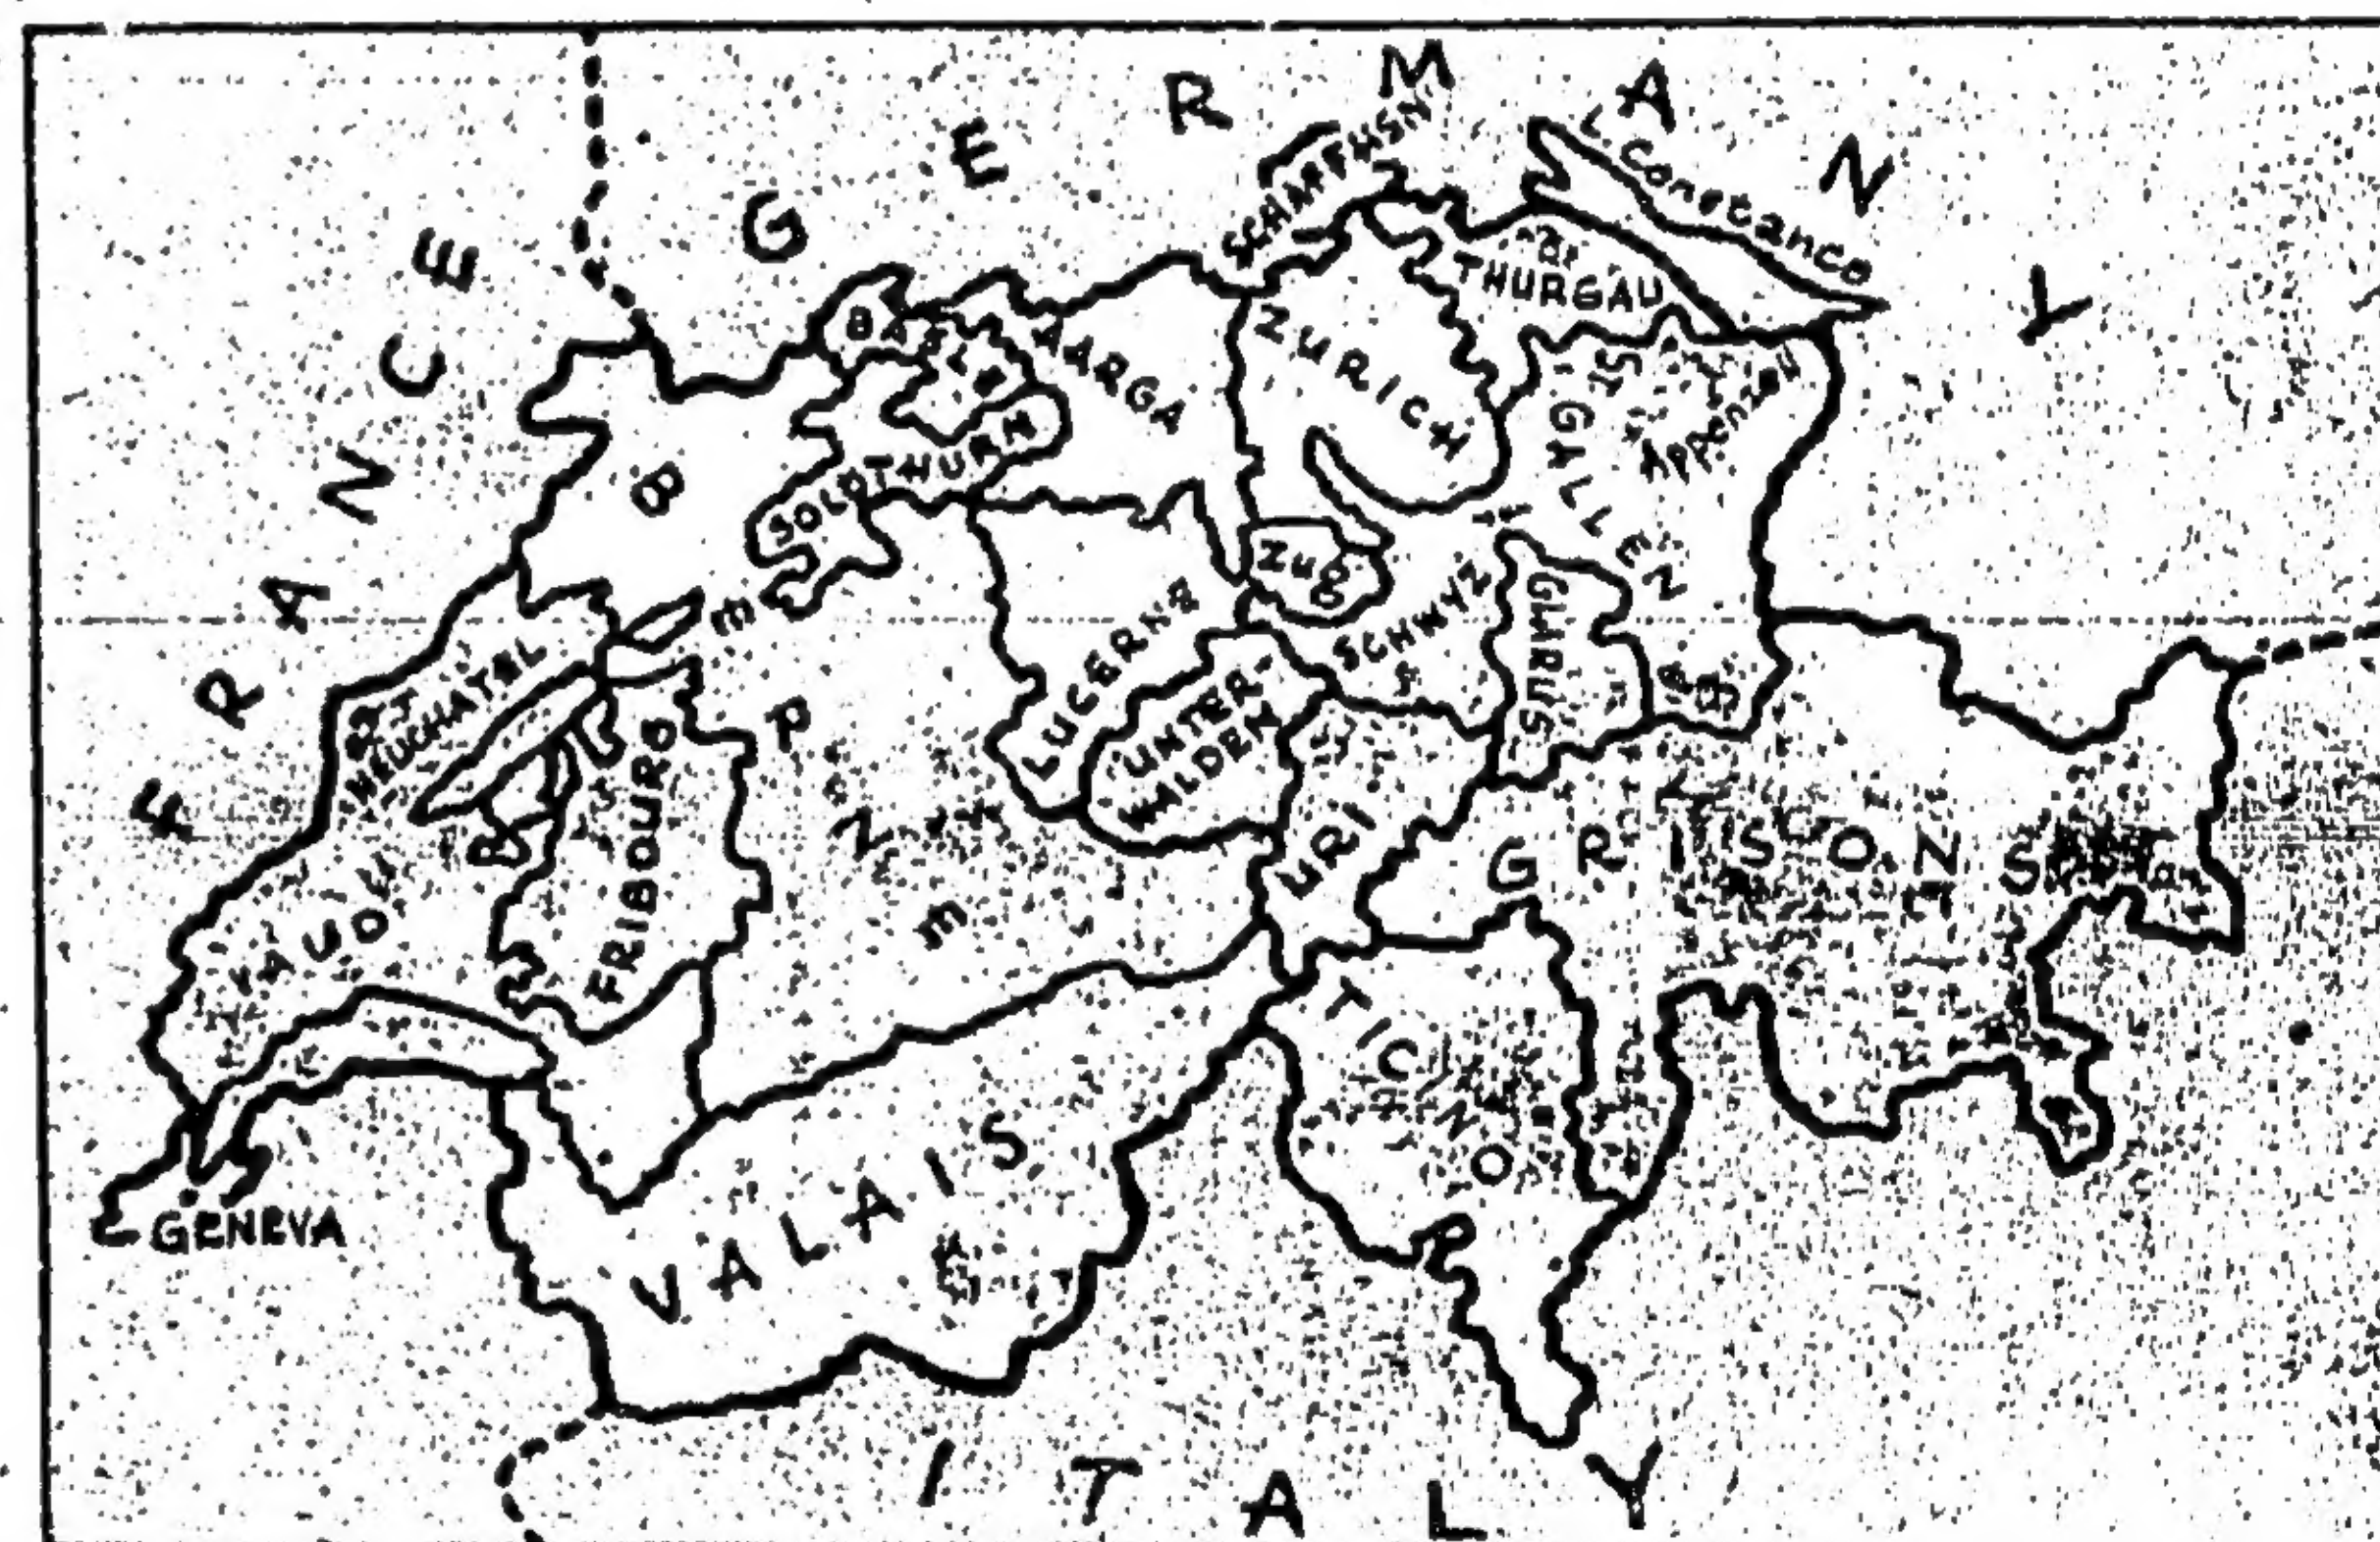 GERMANY
FRANCE
SCHAFFHSN
L Constance
THURGAU
BASLE
AARGA
ZURICH
ST GALLEN
Appenzell
SOLOTHURN
BERNE
Zug
LUCERNE
SCHWYZ
GLARUS
NEUCHATEL
UNTER-
WALDEN
FRIBOURG
URI
GRISONS
VAUD
TICINO
VALAIS
GENEVA
ITALY